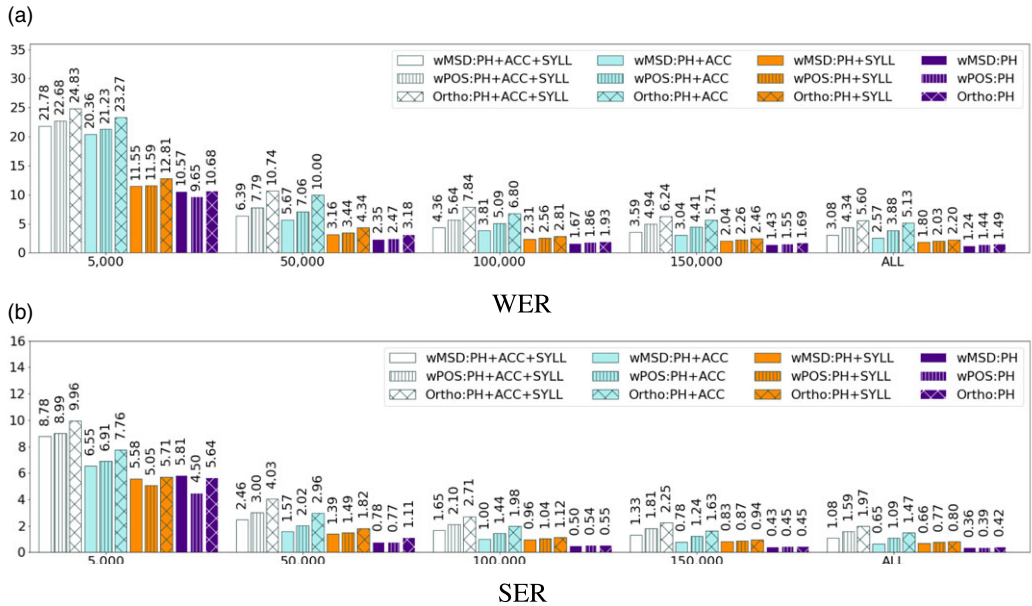 (a)
35
30
25
20
15
10
5
0
wMSD:PH+ACC+SYLL wMSD:PH+ACC wMSD:PH+SYLL wMSD:PH
wPOS:PH+ACC+SYLL wPOS:PH+ACC wPOS:PH+SYLL wPOS:PH
Ortho:PH+ACC+SYLL Ortho:PH+ACC Ortho:PH+SYLL Ortho:PH
21.78 22.68 24.83 20.36 21.23 23.27 11.55 11.59 12.81 10.57 9.65 10.68
6.39 7.79 10.74 5.67 7.06 10.00 3.16 3.44 4.34 2.35 2.47 3.18
4.36 5.64 7.84 3.81 5.09 6.80 2.31 2.56 2.81 1.67 1.86 1.93
3.59 4.94 6.24 3.04 4.41 5.71 2.04 2.26 2.46 1.43 1.55 1.69
3.08 4.34 5.60 2.57 3.88 5.13 1.80 2.03 2.20 1.24 1.44 1.49
5,000 50,000 100,000 150,000 ALL
WER
(b)
16
14
12
10
8
6
4
2
0
wMSD:PH+ACC+SYLL wMSD:PH+ACC wMSD:PH+SYLL wMSD:PH
wPOS:PH+ACC+SYLL wPOS:PH+ACC wPOS:PH+SYLL wPOS:PH
Ortho:PH+ACC+SYLL Ortho:PH+ACC Ortho:PH+SYLL Ortho:PH
8.78 8.99 9.96 6.55 6.91 7.76 5.58 5.05 5.71 5.81 4.50 5.64
2.46 3.00 4.03 1.57 2.02 2.96 1.39 1.49 1.82 0.78 0.77 1.11
1.65 2.10 2.71 1.00 1.44 1.98 0.96 1.04 1.12 0.50 0.54 0.55
1.33 1.81 2.25 0.78 1.24 1.63 0.83 0.87 0.94 0.43 0.45 0.45
1.08 1.59 1.97 0.65 1.09 1.47 0.66 0.77 0.80 0.36 0.39 0.42
5,000 50,000 100,000 150,000 ALL
SER